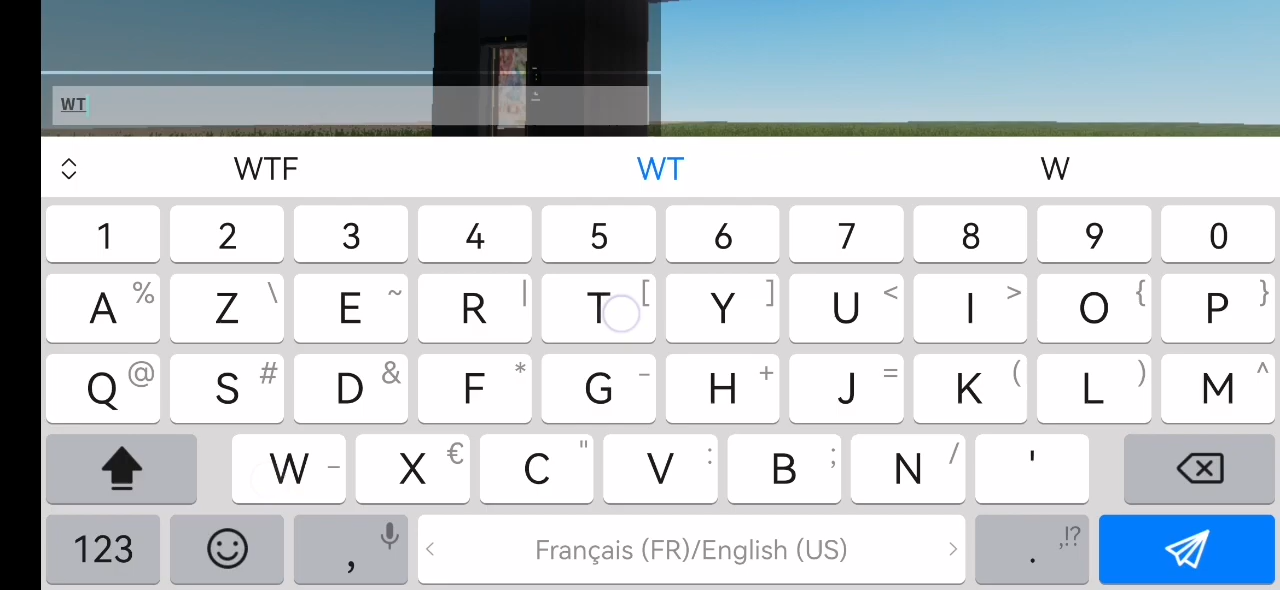 WT
WTF WT W
1 2 3 4 5 6 7 8 9 0
A % Z \ E ~ R | T [ Y ] U < I > O { P }
Q @ S # D & F * G - H + J = K ( L ) M ^
W _ X € C " V : B ; N / '
123 , < Français (FR)/English (US) > . ,!?